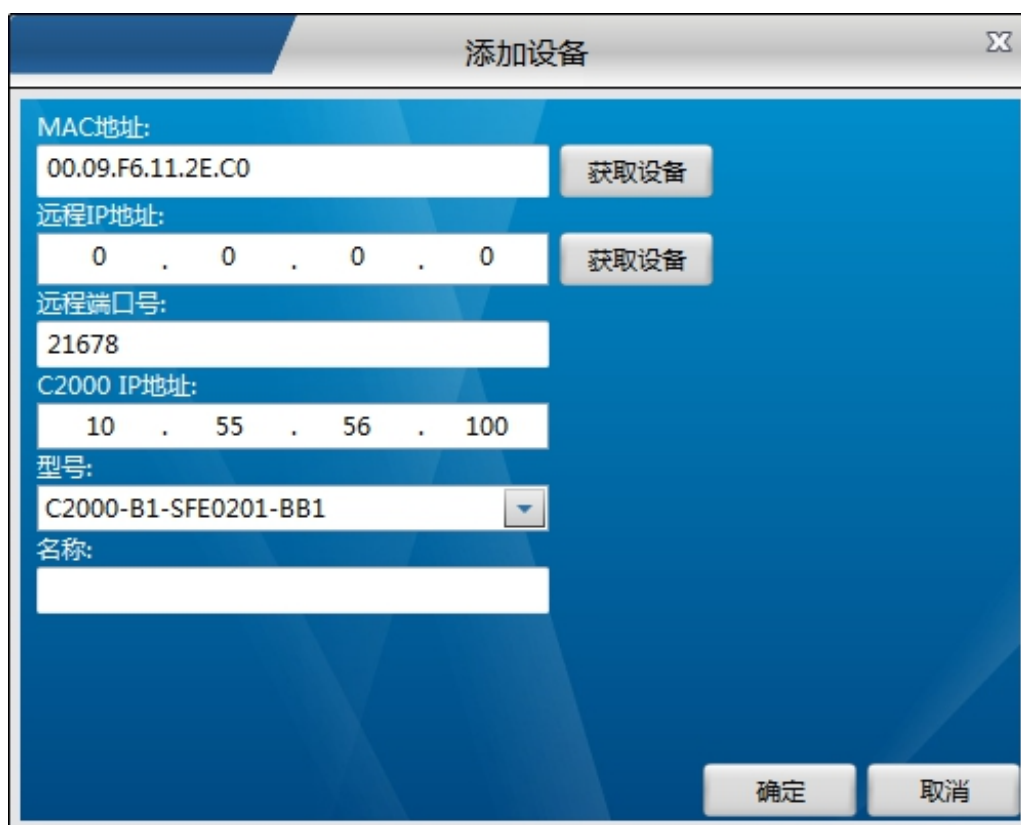 添加设备
MAC地址:
00.09.F6.11.2E.C0 获取设备
远程IP地址:
0 . 0 . 0 . 0 获取设备
远程端口号:
21678
C2000 IP地址:
10 . 55 . 56 . 100
型号:
C2000-B1-SFE0201-BB1
名称:
确定 取消